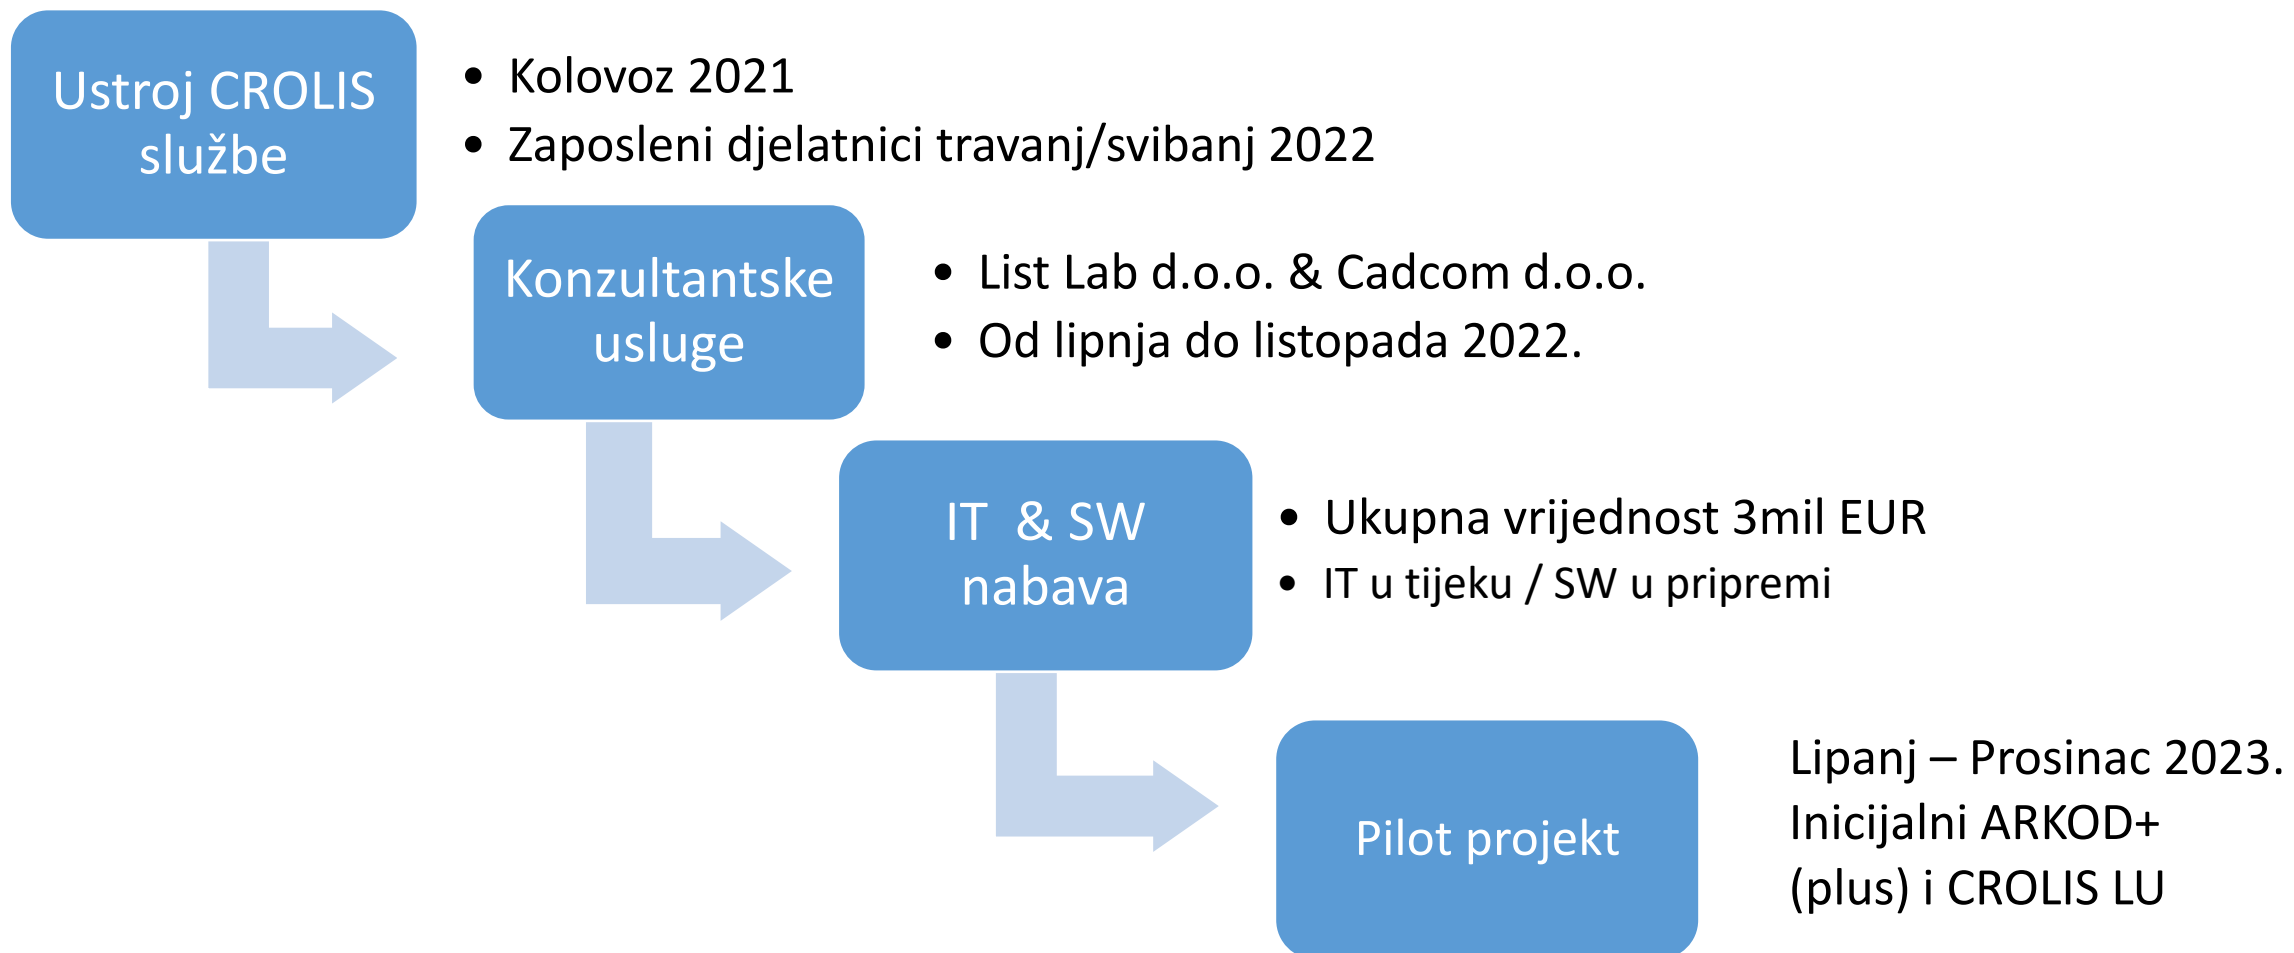 Ustroj CROLIS
službe
• Kolovoz 2021
• Zaposleni djelatnici travanj/svibanj 2022
Konzultantske
usluge
• List Lab d.o.o. & Cadcom d.o.o.
• Od lipnja do listopada 2022.
IT & SW
nabava
• Ukupna vrijednost 3mil EUR
• IT u tijeku / SW u pripremi
Pilot projekt
Lipanj – Prosinac 2023.
Inicijalni ARKOD+
(plus) i CROLIS LU